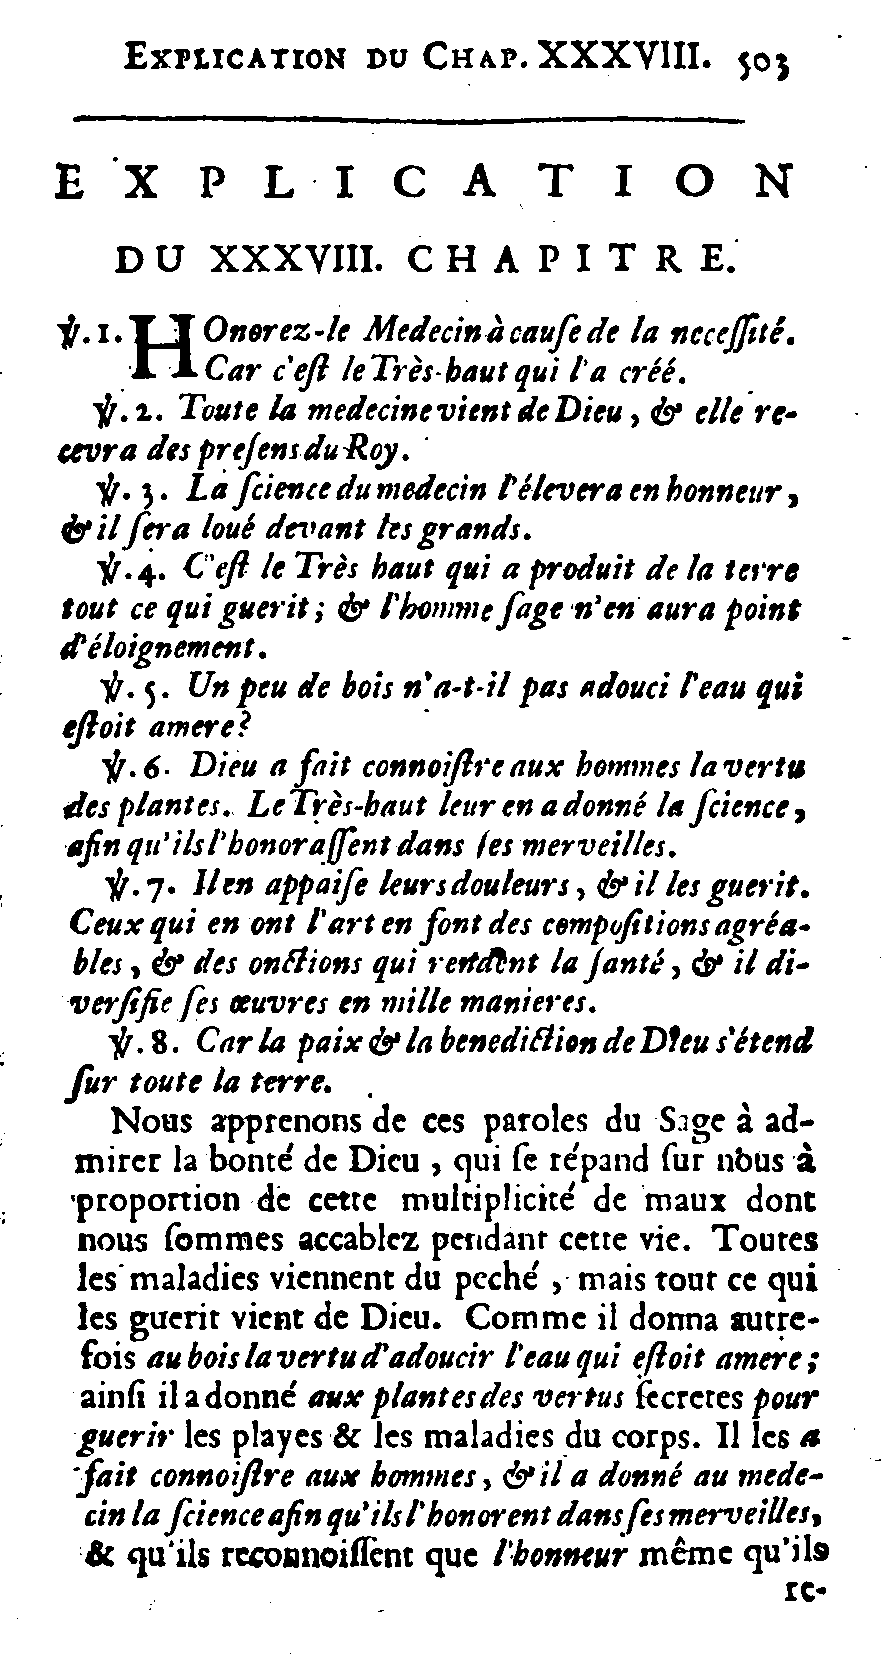 EXPLICATION DU CHAP. XXXVIII. 503
EXPLICATION
DU XXXVIII. CHAPITRE.
℣. 1. HOnorez-le Medecin à cauſe de la neceſſité.
Car c'eſt le Très-haut qui l'a créé.
℣. 2. Toute la medecine vient de Dieu, & elle re-
cevra des preſens du Roy.
℣. 3. La ſcience du medecin l'élevera en honneur,
& il ſera loué devant les grands.
℣. 4. C'eſt le Très haut qui a produit de la terre
tout ce qui guerit; & l'homme ſage n'en aura point
d'éloignement.
℣. 5. Un peu de bois n'a-t-il pas adouci l'eau qui
eſtoit amere?
℣. 6. Dieu a fait connoiſtre aux hommes la vertu
des plantes. Le Très-haut leur en a donné la ſcience,
afin qu'ils l'honoraſſent dans ſes merveilles.
℣. 7. Il en appaiſe leurs douleurs, & il les guerit.
Ceux qui en ont l'art en font des compoſitions agréa-
bles, & des onctions qui rendent la ſanté, & il di-
verſifie ſes œuvres en mille manieres.
℣. 8. Car la paix & la benediction de Dieu s'étend
ſur toute la terre.
Nous apprenons de ces paroles du Sage à ad-
mirer la bonté de Dieu, qui ſe répand ſur nous à
proportion de cette multiplicité de maux dont
nous ſommes accablez pendant cette vie. Toutes
les maladies viennent du peché, mais tout ce qui
les guerit vient de Dieu. Comme il donna autre-
fois au bois la vertu d'adoucir l'eau qui eſtoit amere;
ainſi il a donné aux plantes des vertus ſecretes pour
guerir les playes & les maladies du corps. Il les a
fait connoiſtre aux hommes, & il a donné au mede-
cin la ſcience afin qu'ils l'honorent dans ſes merveilles,
& qu'ils reconnoiſſent que l'honneur même qu'ils
re-